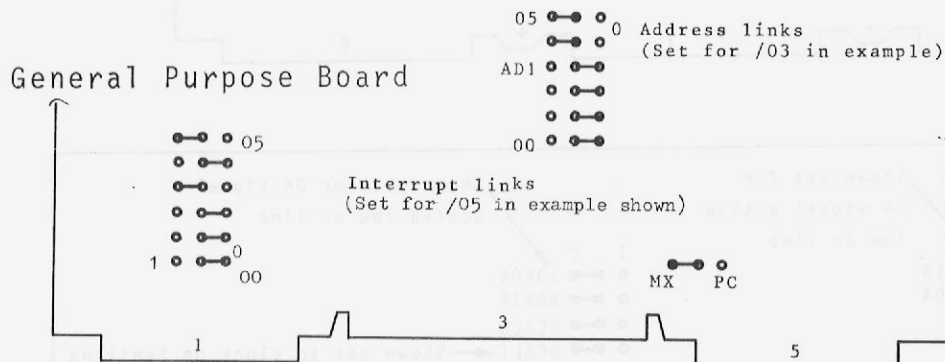 05
0 Address links
(Set for /03 in example)
AD1
00
General Purpose Board
05
Interrupt links
(Set for /05 in example shown)
0
1
00
MX PC
3
1
5